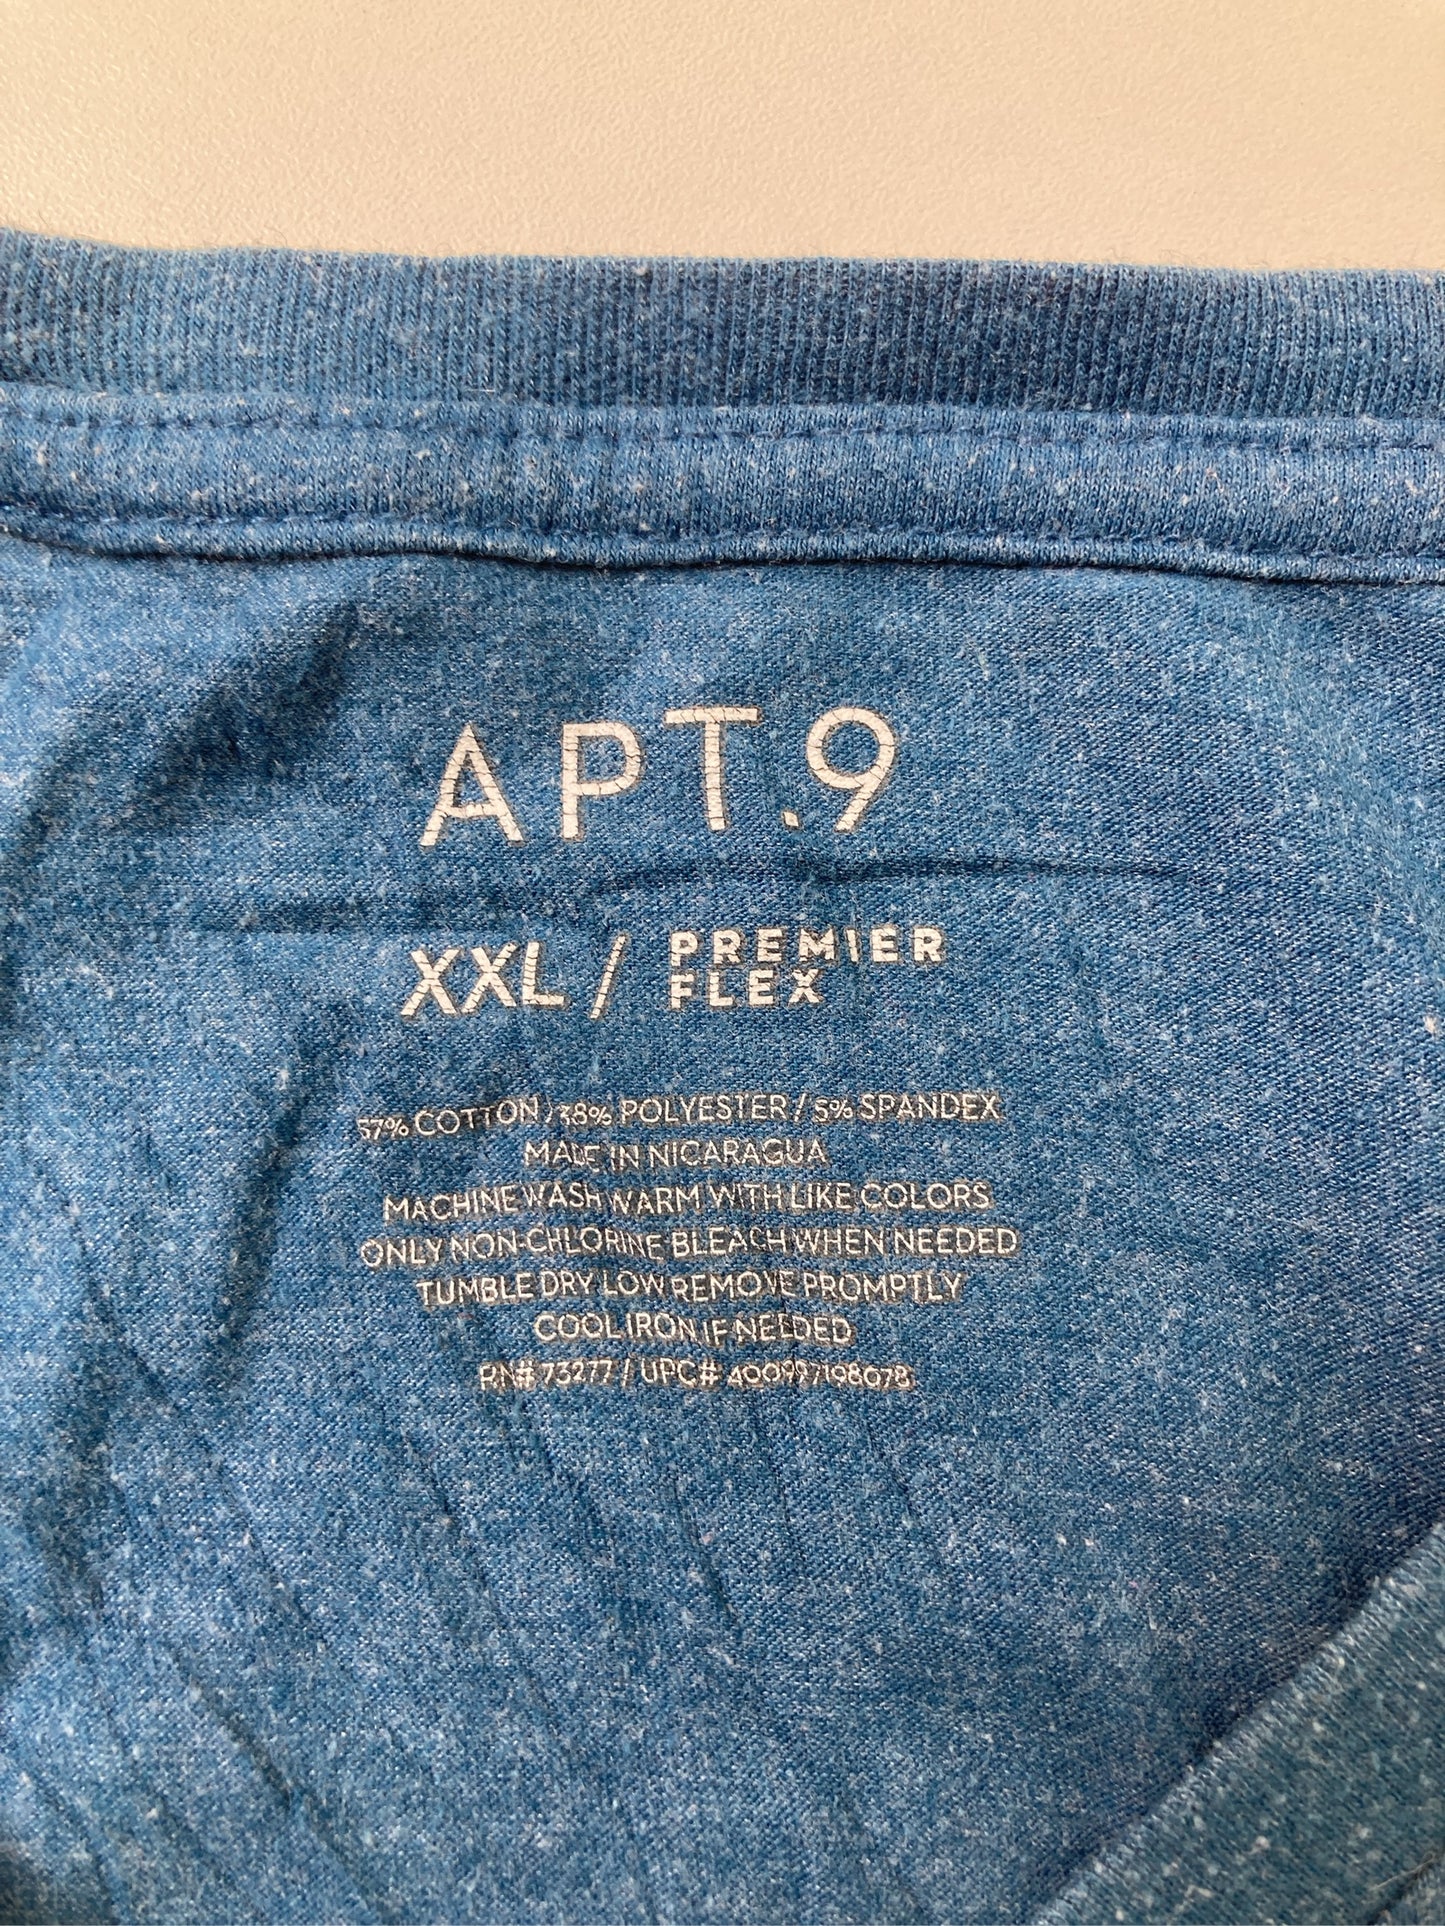 APT.9
XXL / PREMIER
FLEX
57% COTTON / 38% POLYESTER / 5% SPANDEX
MADE IN NICARAGUA
MACHINE WASH WARM WITH LIKE COLORS
ONLY NON-CHLORINE BLEACH WHEN NEEDED
TUMBLE DRY LOW REMOVE PROMPTLY
COOL IRON IF NEEDED
RN# 73277 / UPC# 400997108078